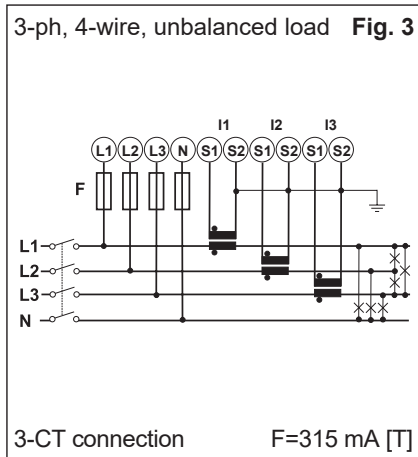 3-ph, 4-wire, unbalanced load Fig. 3
I1 I2 I3
L1 L2 L3 N S1 S2 S1 S2 S1 S2
F
L1
L2
L3
N
3-CT connection F=315 mA [T]